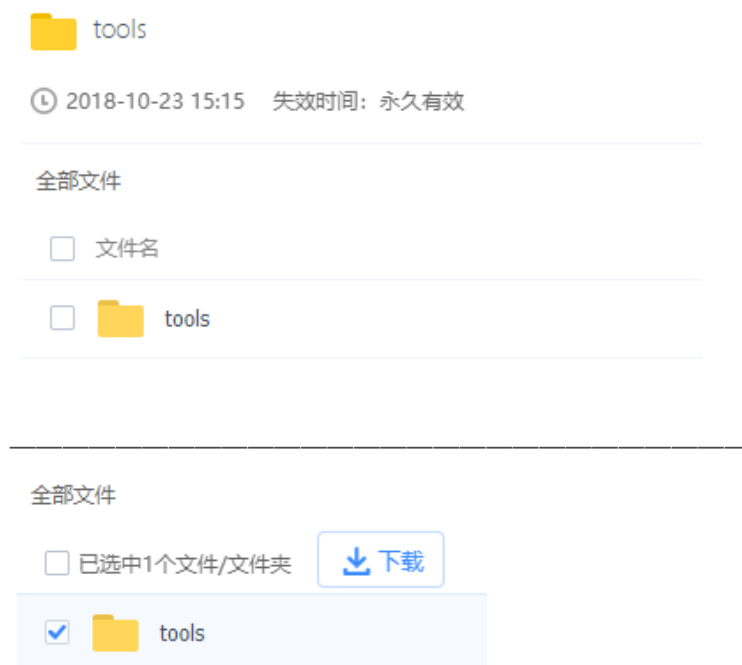 tools
2018-10-23 15:15 失效时间：永久有效
全部文件
文件名
tools
全部文件
已选中1个文件/文件夹 下载
tools